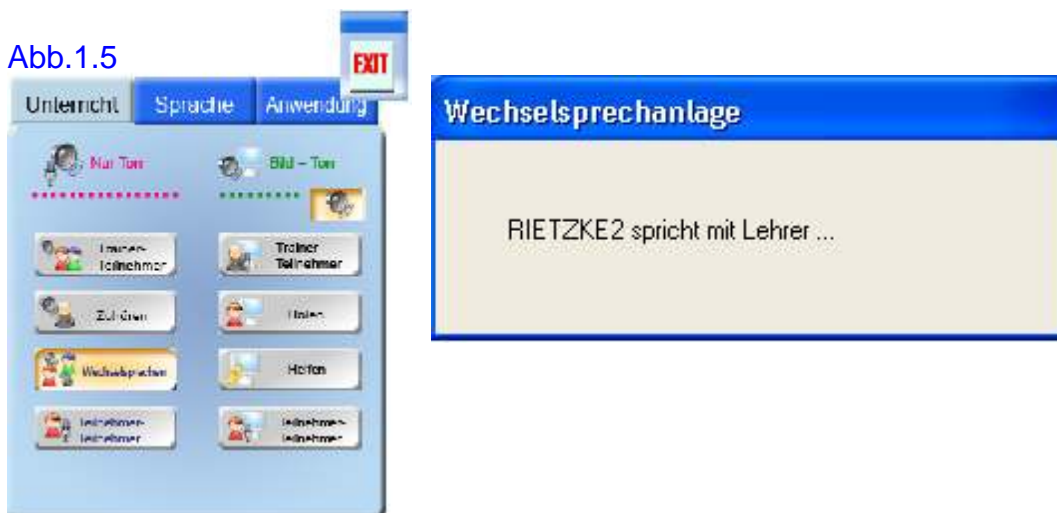 Abb.1.5
EXIT
Unterricht Sprache Anwendung
Nur Ton Bild – Ton
Trainer-
Teilnehmer
Trainer
Teilnehmer
Zuhören
Holen
Wechselsprechen
Helfen
Teilnehmer-
Teilnehmer
Teilnehmer-
Teilnehmer
Wechselsprechanlage
RIETZKE2 spricht mit Lehrer ...